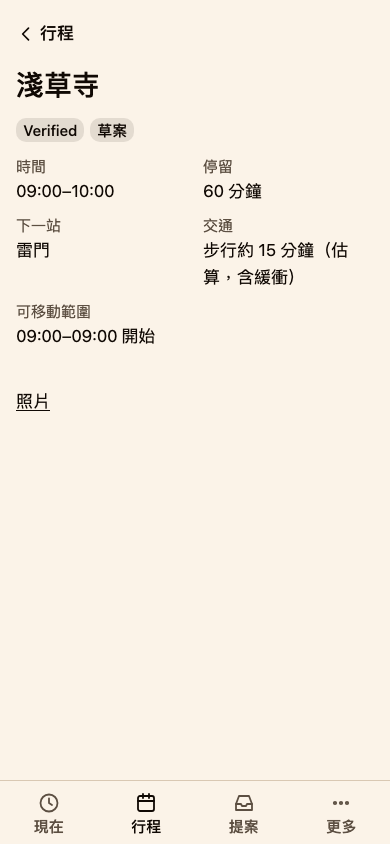 行程
淺草寺
Verified 草案
時間 停留
09:00–10:00 60 分鐘
下一站 交通
雷門 步行約 15 分鐘（估算，含緩衝）
可移動範圍
09:00–09:00 開始
照片
現在 行程 提案 更多